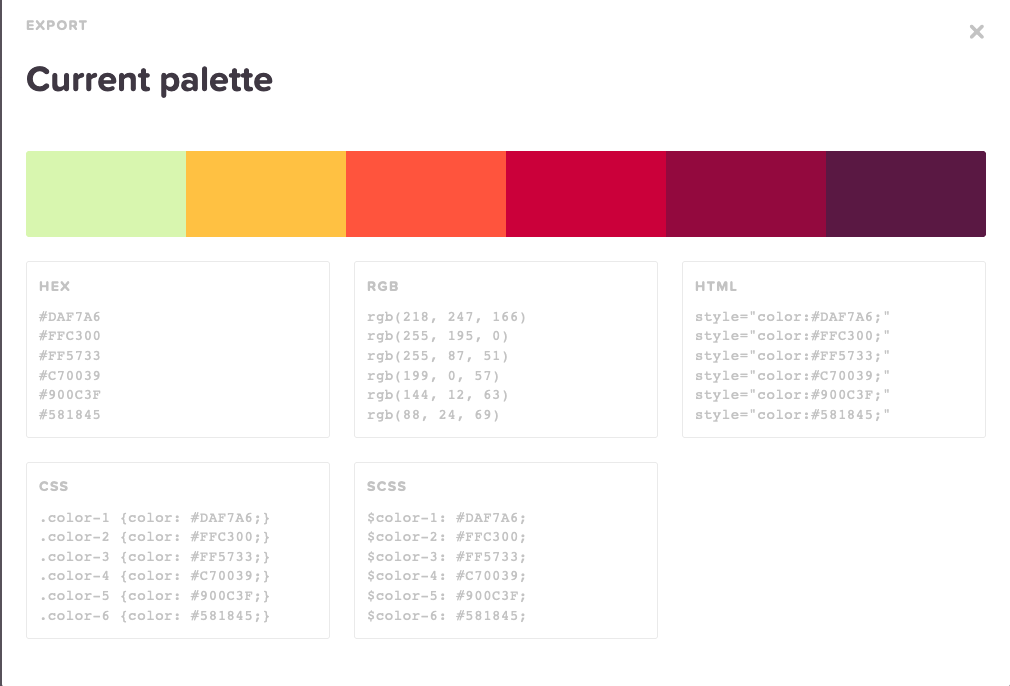 EXPORT
Current palette
HEX
#DAF7A6
#FFC300
#FF5733
#C70039
#900C3F
#581845
RGB
rgb(218, 247, 166)
rgb(255, 195, 0)
rgb(255, 87, 51)
rgb(199, 0, 57)
rgb(144, 12, 63)
rgb(88, 24, 69)
HTML
style="color:#DAF7A6;"
style="color:#FFC300;"
style="color:#FF5733;"
style="color:#C70039;"
style="color:#900C3F;"
style="color:#581845;"
CSS
.color-1 {color: #DAF7A6;}
.color-2 {color: #FFC300;}
.color-3 {color: #FF5733;}
.color-4 {color: #C70039;}
.color-5 {color: #900C3F;}
.color-6 {color: #581845;}
SCSS
$color-1: #DAF7A6;
$color-2: #FFC300;
$color-3: #FF5733;
$color-4: #C70039;
$color-5: #900C3F;
$color-6: #581845;